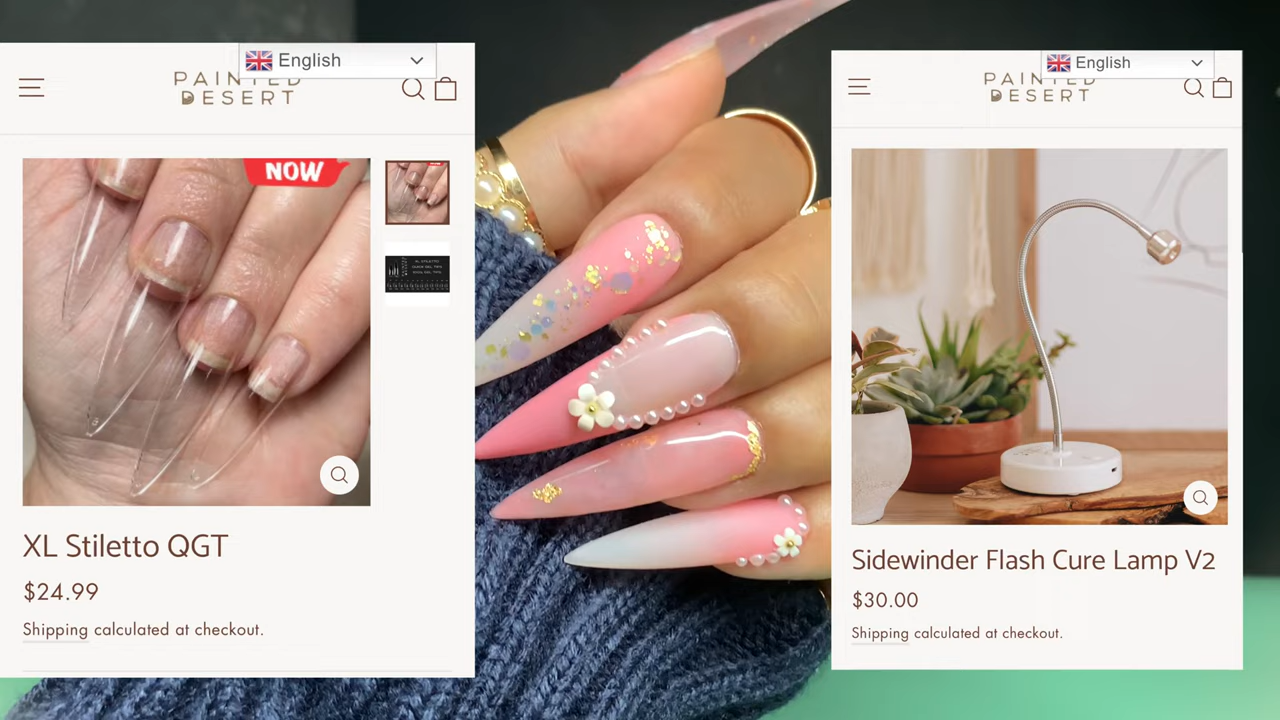 English
PAINTED
DESERT
NOW
XL Stiletto QGT
$24.99
Shipping calculated at checkout.
English
PAINTED
DESERT
Sidewinder Flash Cure Lamp V2
$30.00
Shipping calculated at checkout.